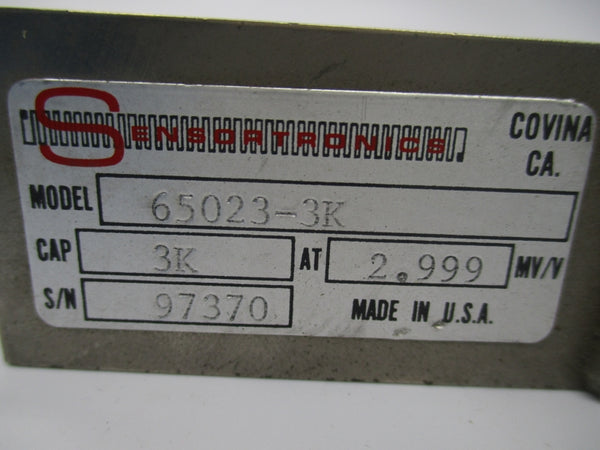 SENSORTRONICS
COVINA
CA.
MODEL 65023-3K
CAP 3K AT 2.999 MV/V
S/N 97370 MADE IN U.S.A.